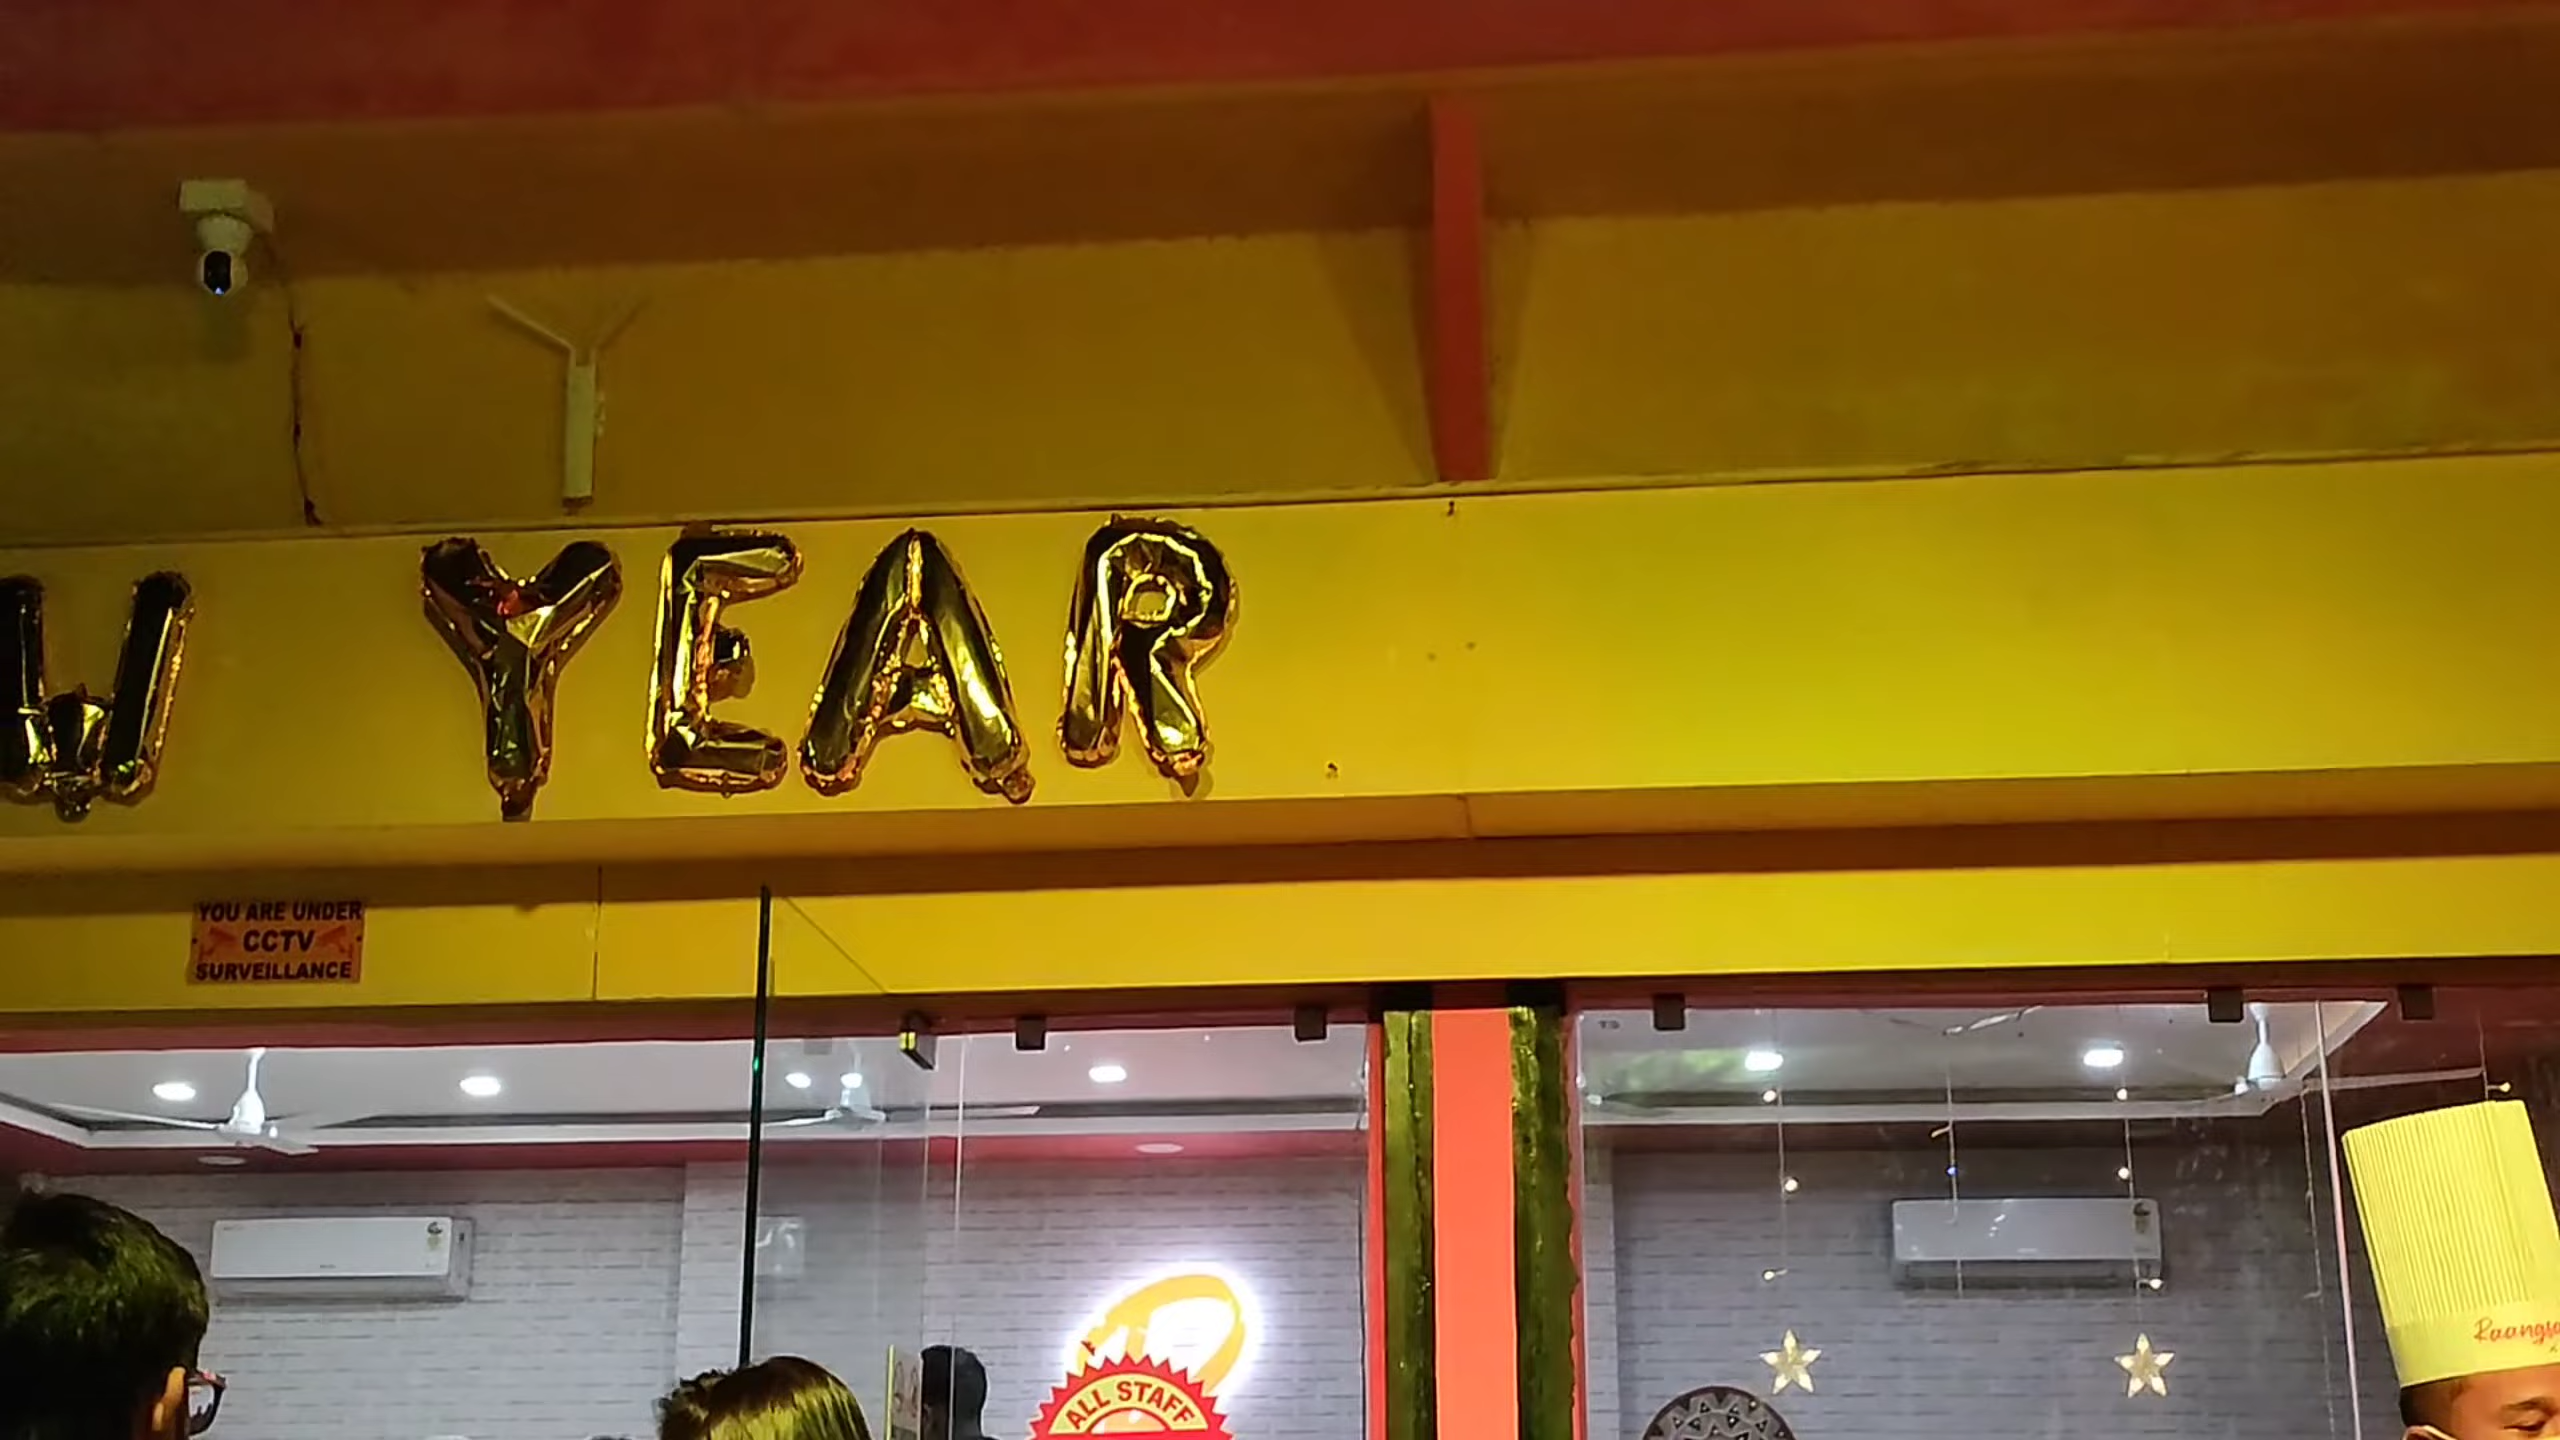 W YEAR
YOU ARE UNDER
CCTV
SURVEILLANCE
ALL STAFF